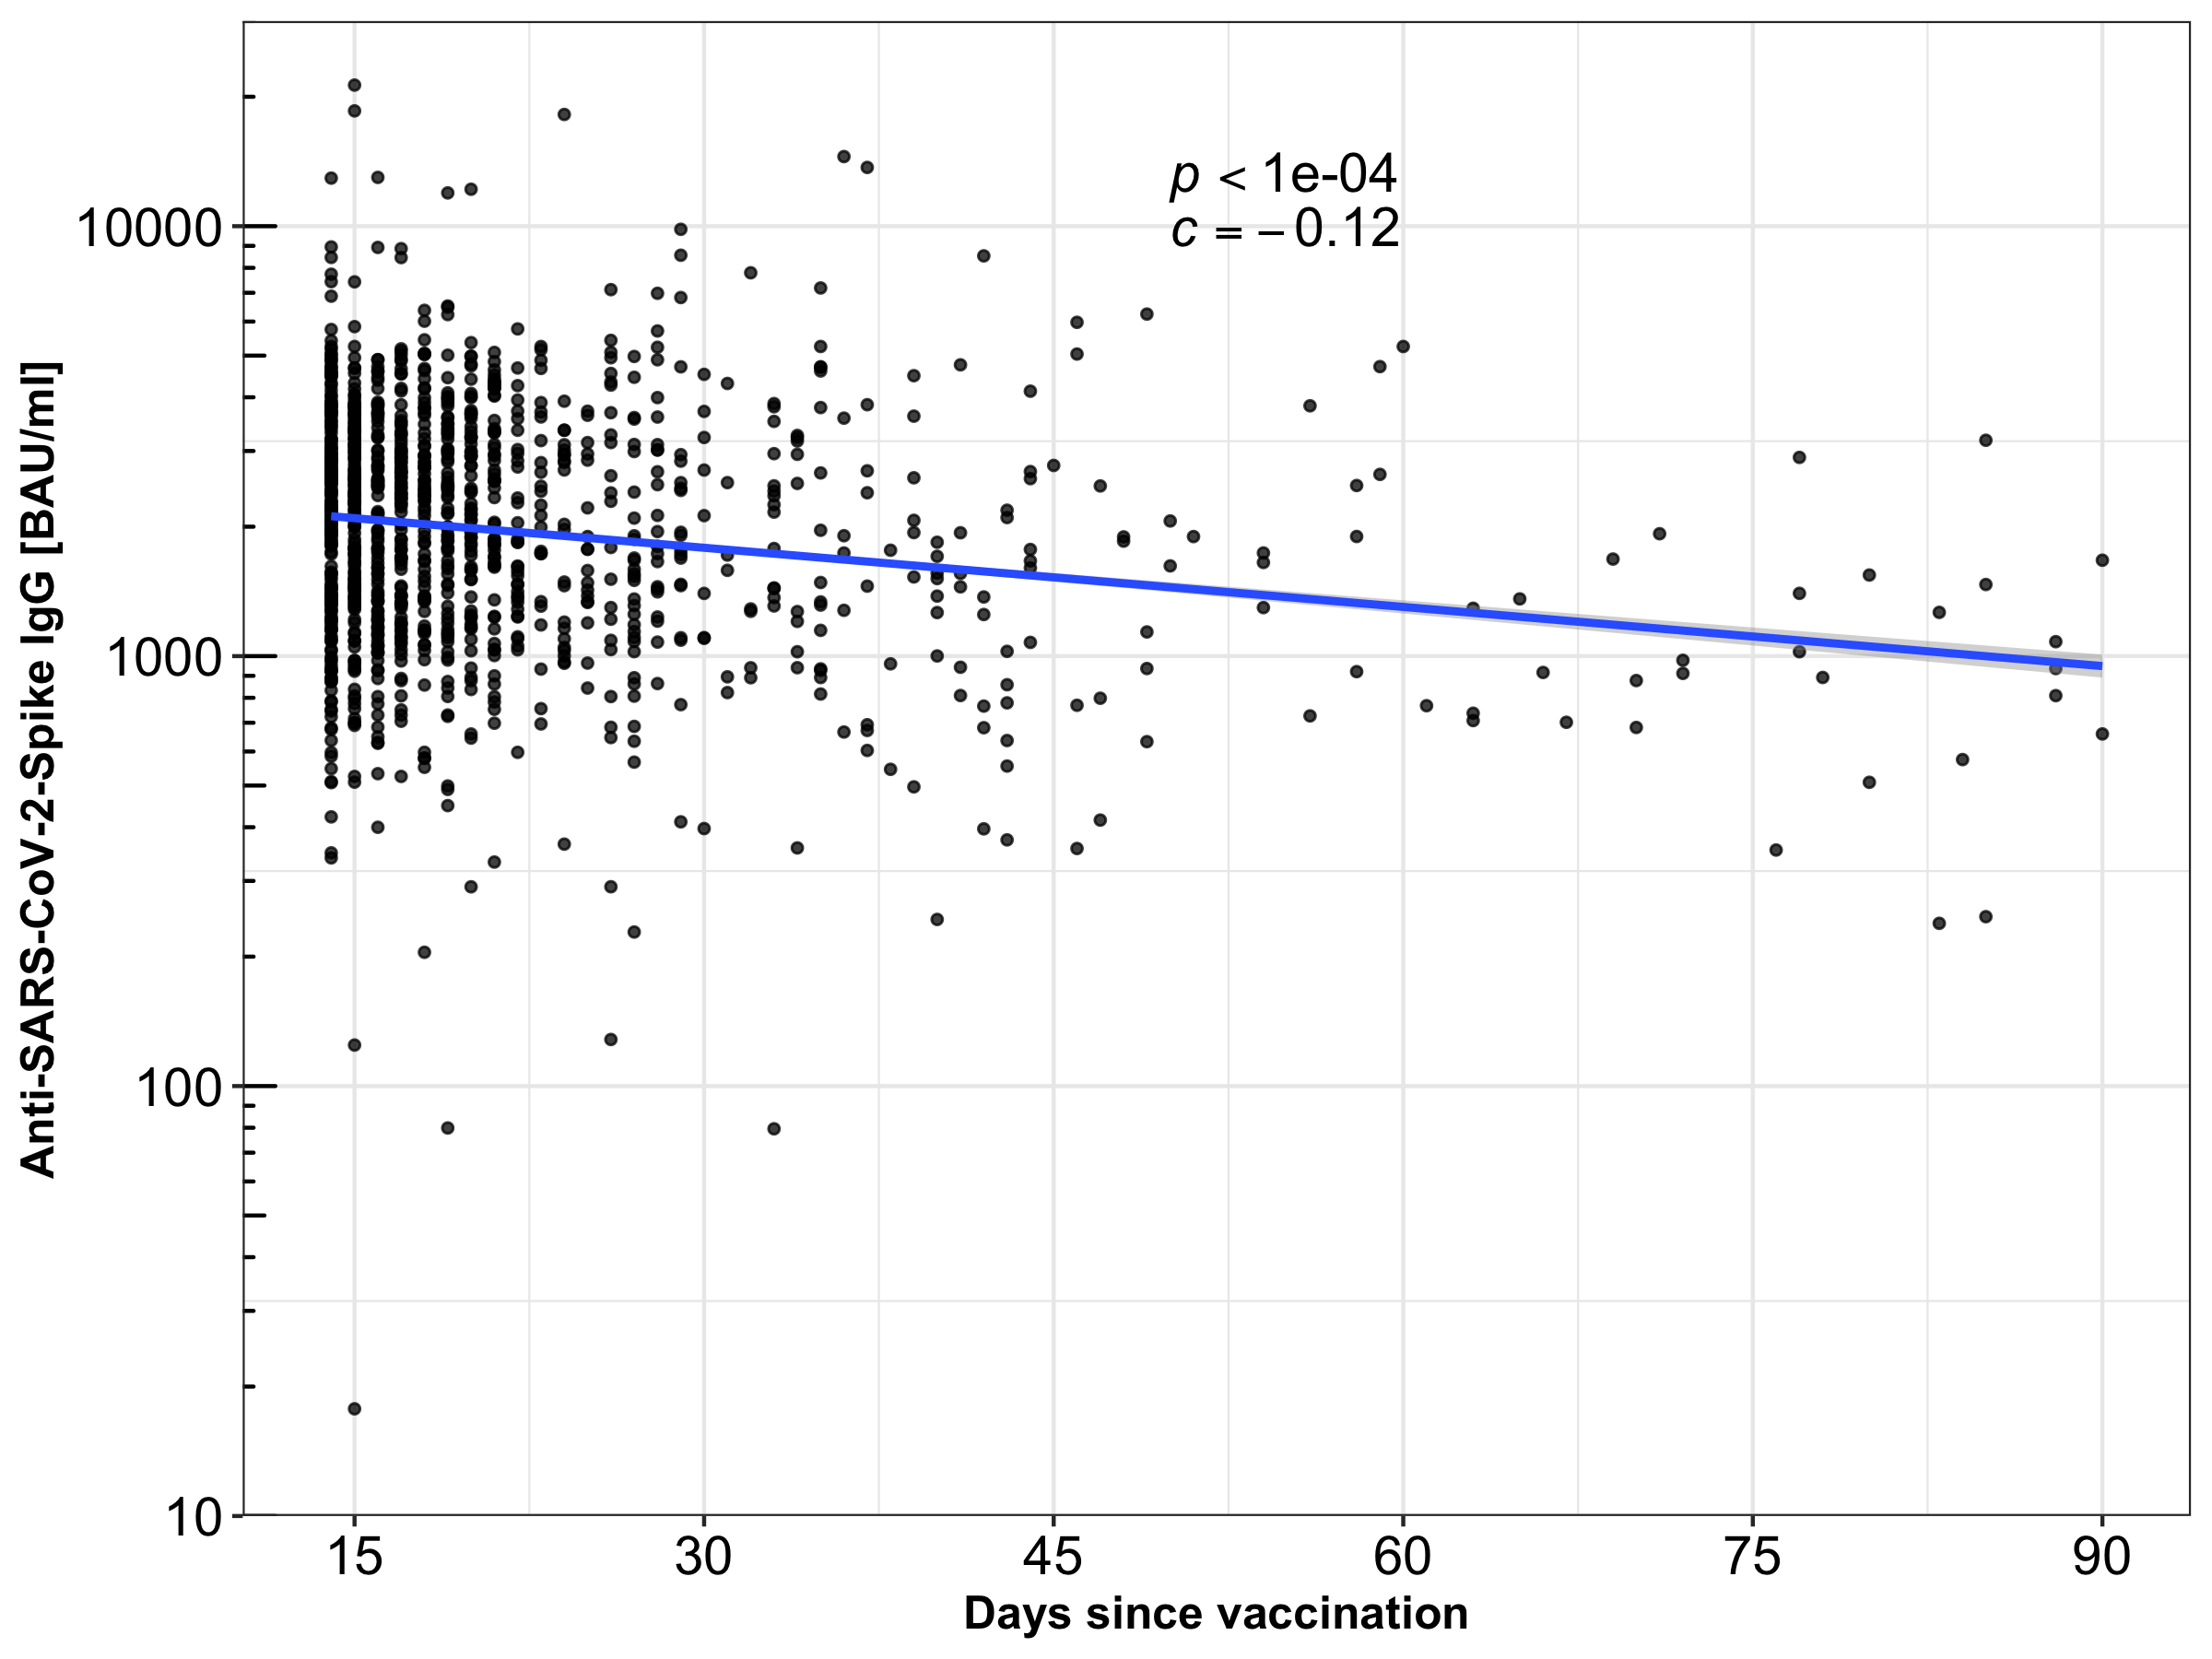 p < 1e-04
c = −0.12
Anti-SARS-CoV-2-Spike IgG [BAU/ml]
10000
1000
100
10
15 30 45 60 75 90
Days since vaccination